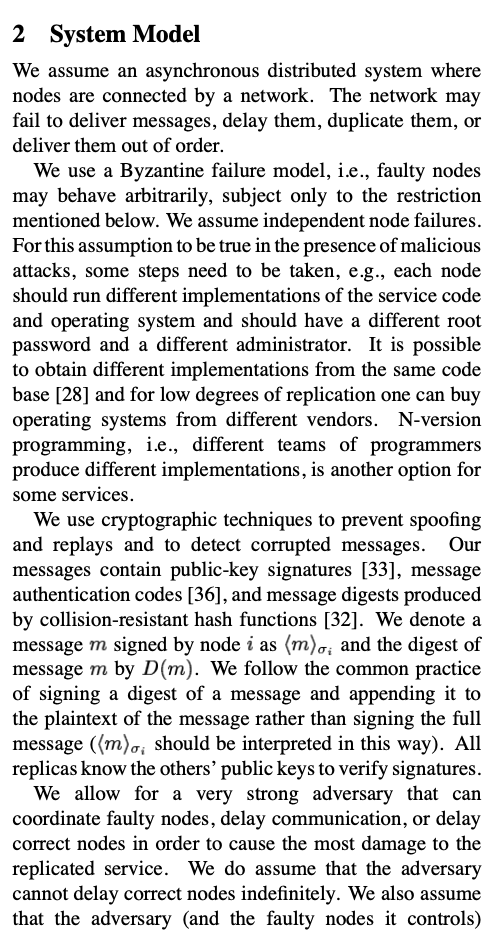 2 System Model
We assume an asynchronous distributed system where
nodes are connected by a network. The network may
fail to deliver messages, delay them, duplicate them, or
deliver them out of order.
We use a Byzantine failure model, i.e., faulty nodes
may behave arbitrarily, subject only to the restriction
mentioned below. We assume independent node failures.
For this assumption to be true in the presence of malicious
attacks, some steps need to be taken, e.g., each node
should run different implementations of the service code
and operating system and should have a different root
password and a different administrator. It is possible
to obtain different implementations from the same code
base [28] and for low degrees of replication one can buy
operating systems from different vendors. N-version
programming, i.e., different teams of programmers
produce different implementations, is another option for
some services.
We use cryptographic techniques to prevent spoofing
and replays and to detect corrupted messages. Our
messages contain public-key signatures [33], message
authentication codes [36], and message digests produced
by collision-resistant hash functions [32]. We denote a
message m signed by node i as ⟨m⟩σᵢ and the digest of
message m by D(m). We follow the common practice
of signing a digest of a message and appending it to
the plaintext of the message rather than signing the full
message (⟨m⟩σᵢ should be interpreted in this way). All
replicas know the others' public keys to verify signatures.
We allow for a very strong adversary that can
coordinate faulty nodes, delay communication, or delay
correct nodes in order to cause the most damage to the
replicated service. We do assume that the adversary
cannot delay correct nodes indefinitely. We also assume
that the adversary (and the faulty nodes it controls)